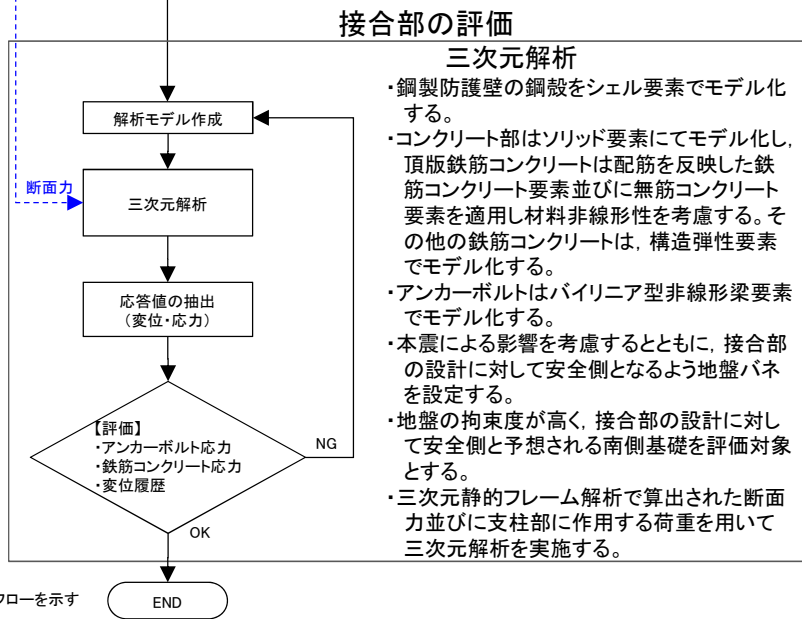 接合部の評価
三次元解析
・鋼製防護壁の鋼殻をシェル要素でモデル化
する。
・コンクリート部はソリッド要素にてモデル化し,
頂版鉄筋コンクリートは配筋を反映した鉄
筋コンクリート要素並びに無筋コンクリート
要素を適用し材料非線形性を考慮する。そ
の他の鉄筋コンクリートは, 構造弾性要素
でモデル化する。
・アンカーボルトはバイリニア型非線形梁要素
でモデル化する。
・本震による影響を考慮するとともに, 接合部
の設計に対して安全側となるよう地盤バネ
を設定する。
・地盤の拘束度が高く, 接合部の設計に対し
て安全側と予想される南側基礎を評価対象
とする。
・三次元静的フレーム解析で算出された断面
力並びに支柱部に作用する荷重を用いて
三次元解析を実施する。
解析モデル作成
断面力
三次元解析
応答値の抽出
（変位・応力）
【評価】
・アンカーボルト応力
・鉄筋コンクリート応力
・変位履歴
NG
OK
フローを示す
END